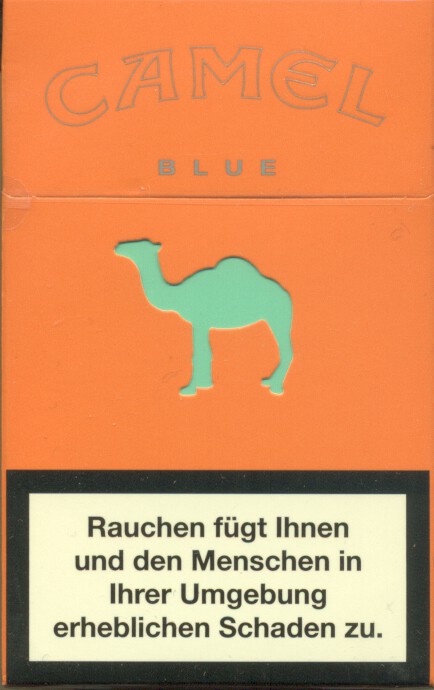 CAMEL
BLUE
Rauchen fügt Ihnen
und den Menschen in
Ihrer Umgebung
erheblichen Schaden zu.